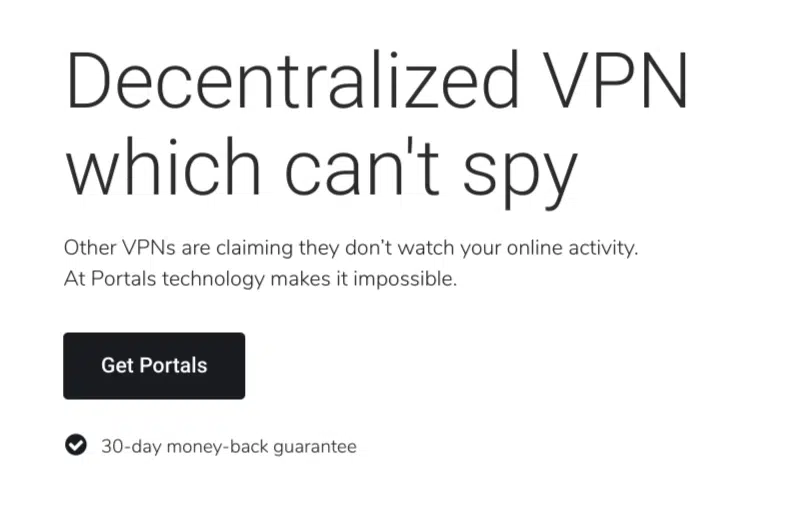 Decentralized VPN
which can't spy
Other VPNs are claiming they don’t watch your online activity.
At Portals technology makes it impossible.
Get Portals
30-day money-back guarantee